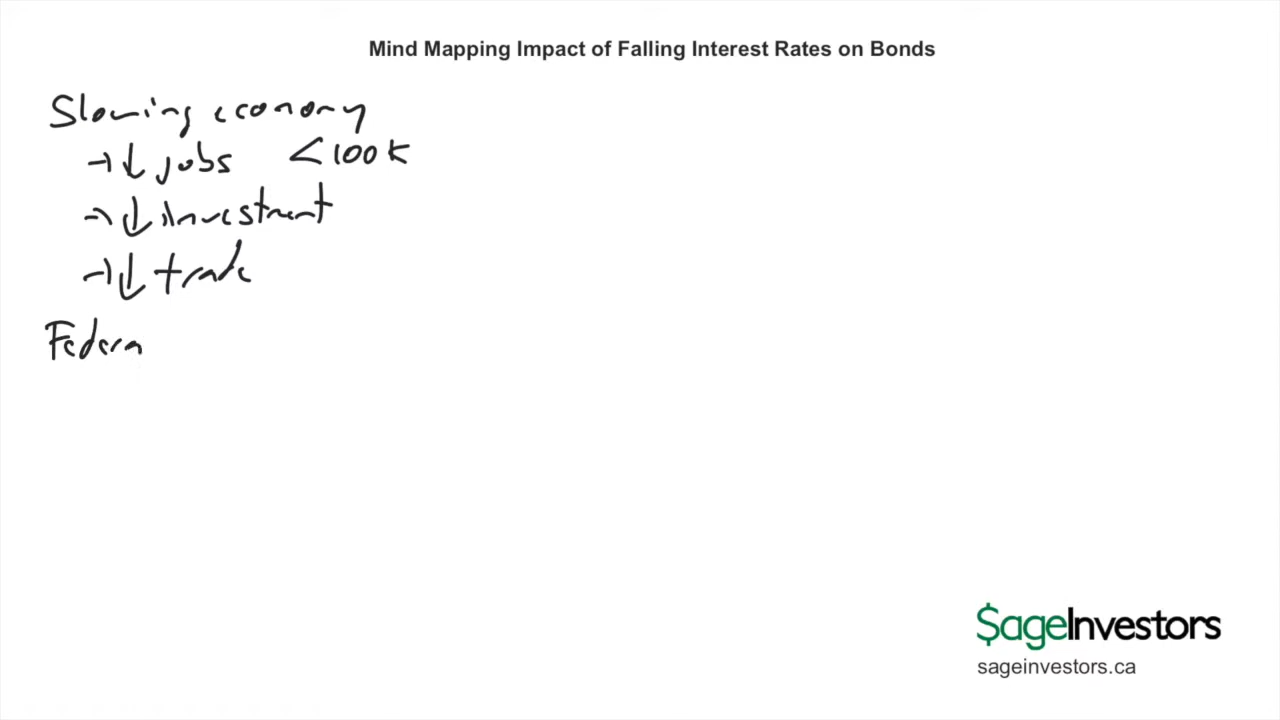 Mind Mapping Impact of Falling Interest Rates on Bonds
Slowing economy
→ ↓ jobs < 100K
→ ↓ investment
→ ↓ trade
Federa
$ageInvestors
sageinvestors.ca